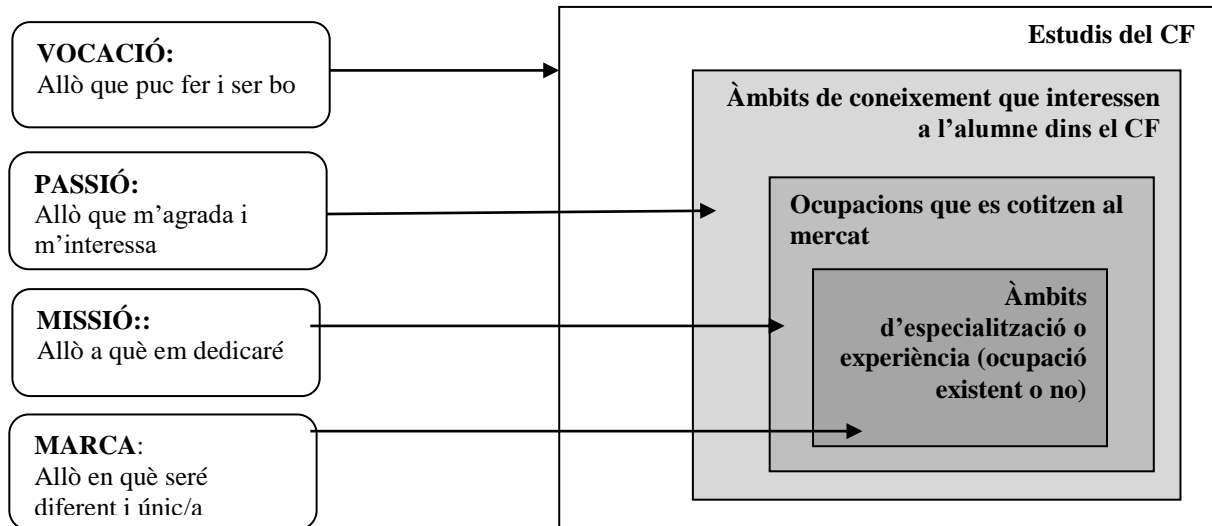 VOCACIÓ:
Allò que puc fer i ser bo
PASSIÓ:
Allò que m’agrada i
m’interessa
MISSIÓ::
Allò a què em dedicaré
MARCA:
Allò en què seré
diferent i únic/a
Estudis del CF
Àmbits de coneixement que interessen
a l’alumne dins el CF
Ocupacions que es cotitzen al
mercat
Àmbits
d’especialització o
experiència (ocupació
existent o no)